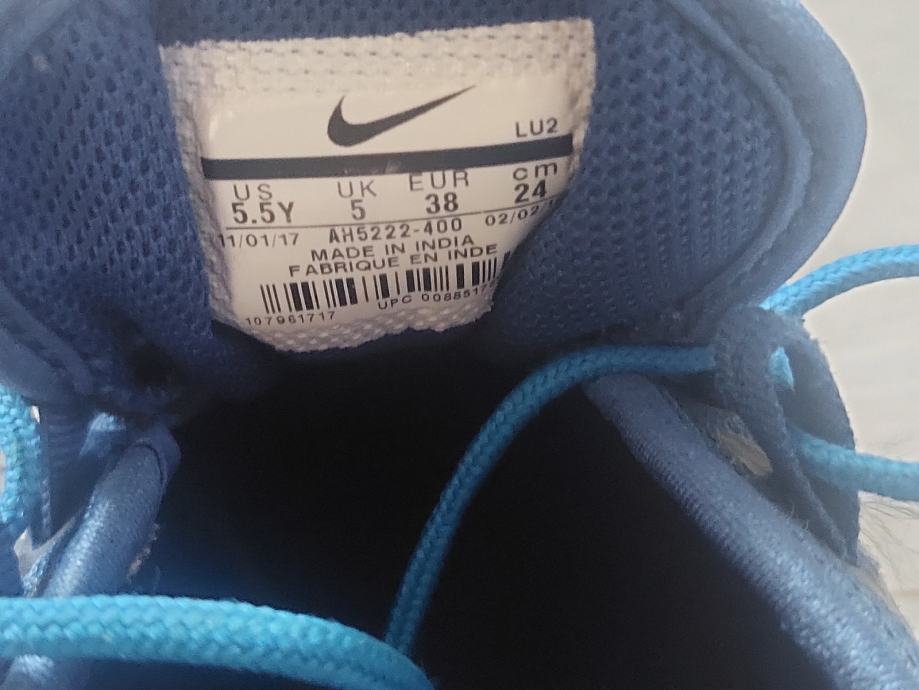 LU2
US UK EUR cm
5.5Y 5 38 24
11/01/17 AH5222-400
MADE IN INDIA
FABRIQUE EN INDE
UPC
107961717